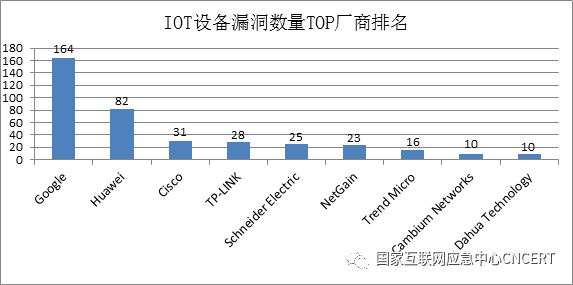 IOT设备漏洞数量TOP厂商排名
180
160
140
120
100
80
60
40
20
0
164
82
31
28
25
23
16
10
10
Google
Huawei
Cisco
TP-LINK
Schneider Electric
NetGain
Trend Micro
Cambium Networks
Dahua Technology
国家互联网应急中心CNCERT